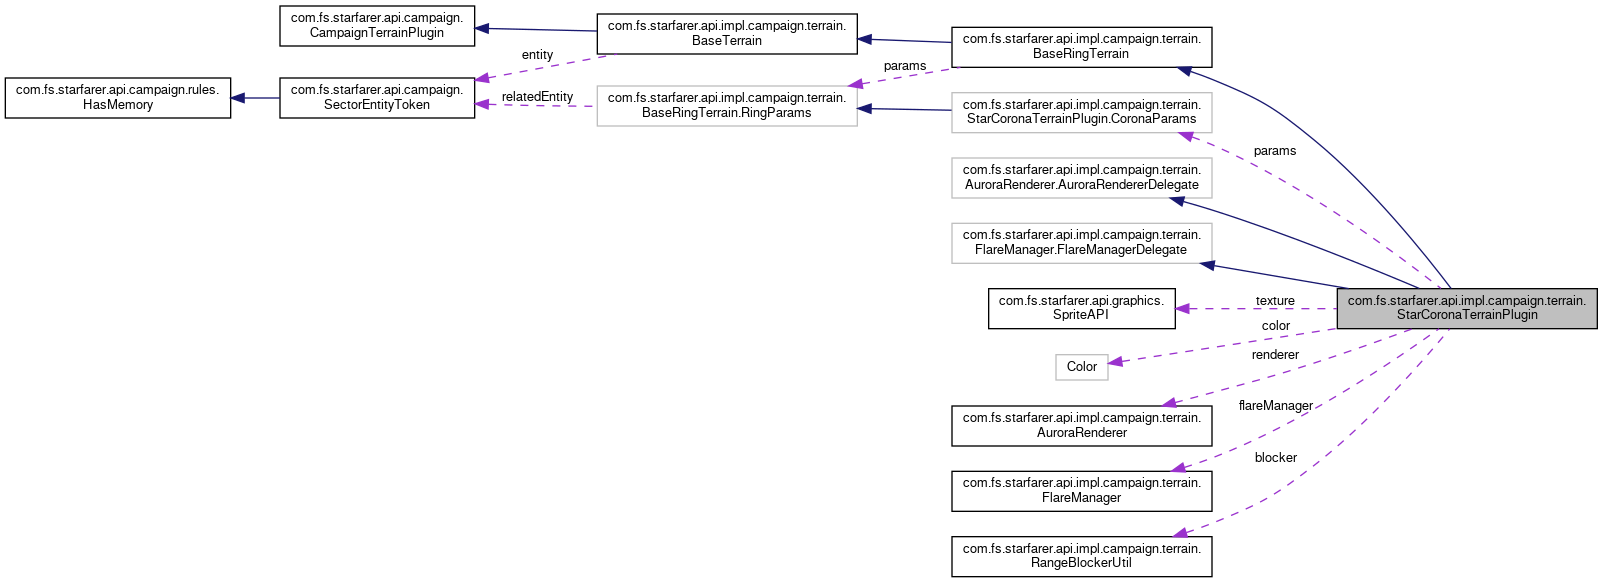 com.fs.starfarer.api.campaign.
CampaignTerrainPlugin
com.fs.starfarer.api.impl.campaign.terrain.
BaseTerrain
com.fs.starfarer.api.impl.campaign.terrain.
BaseRingTerrain
entity
params
com.fs.starfarer.api.campaign.rules.
HasMemory
com.fs.starfarer.api.campaign.
SectorEntityToken
relatedEntity
com.fs.starfarer.api.impl.campaign.terrain.
BaseRingTerrain.RingParams
com.fs.starfarer.api.impl.campaign.terrain.
StarCoronaTerrainPlugin.CoronaParams
params
com.fs.starfarer.api.impl.campaign.terrain.
AuroraRenderer.AuroraRendererDelegate
com.fs.starfarer.api.impl.campaign.terrain.
FlareManager.FlareManagerDelegate
com.fs.starfarer.api.graphics.
SpriteAPI
texture
com.fs.starfarer.api.impl.campaign.terrain.
StarCoronaTerrainPlugin
color
Color
renderer
com.fs.starfarer.api.impl.campaign.terrain.
AuroraRenderer
flareManager
com.fs.starfarer.api.impl.campaign.terrain.
FlareManager
blocker
com.fs.starfarer.api.impl.campaign.terrain.
RangeBlockerUtil